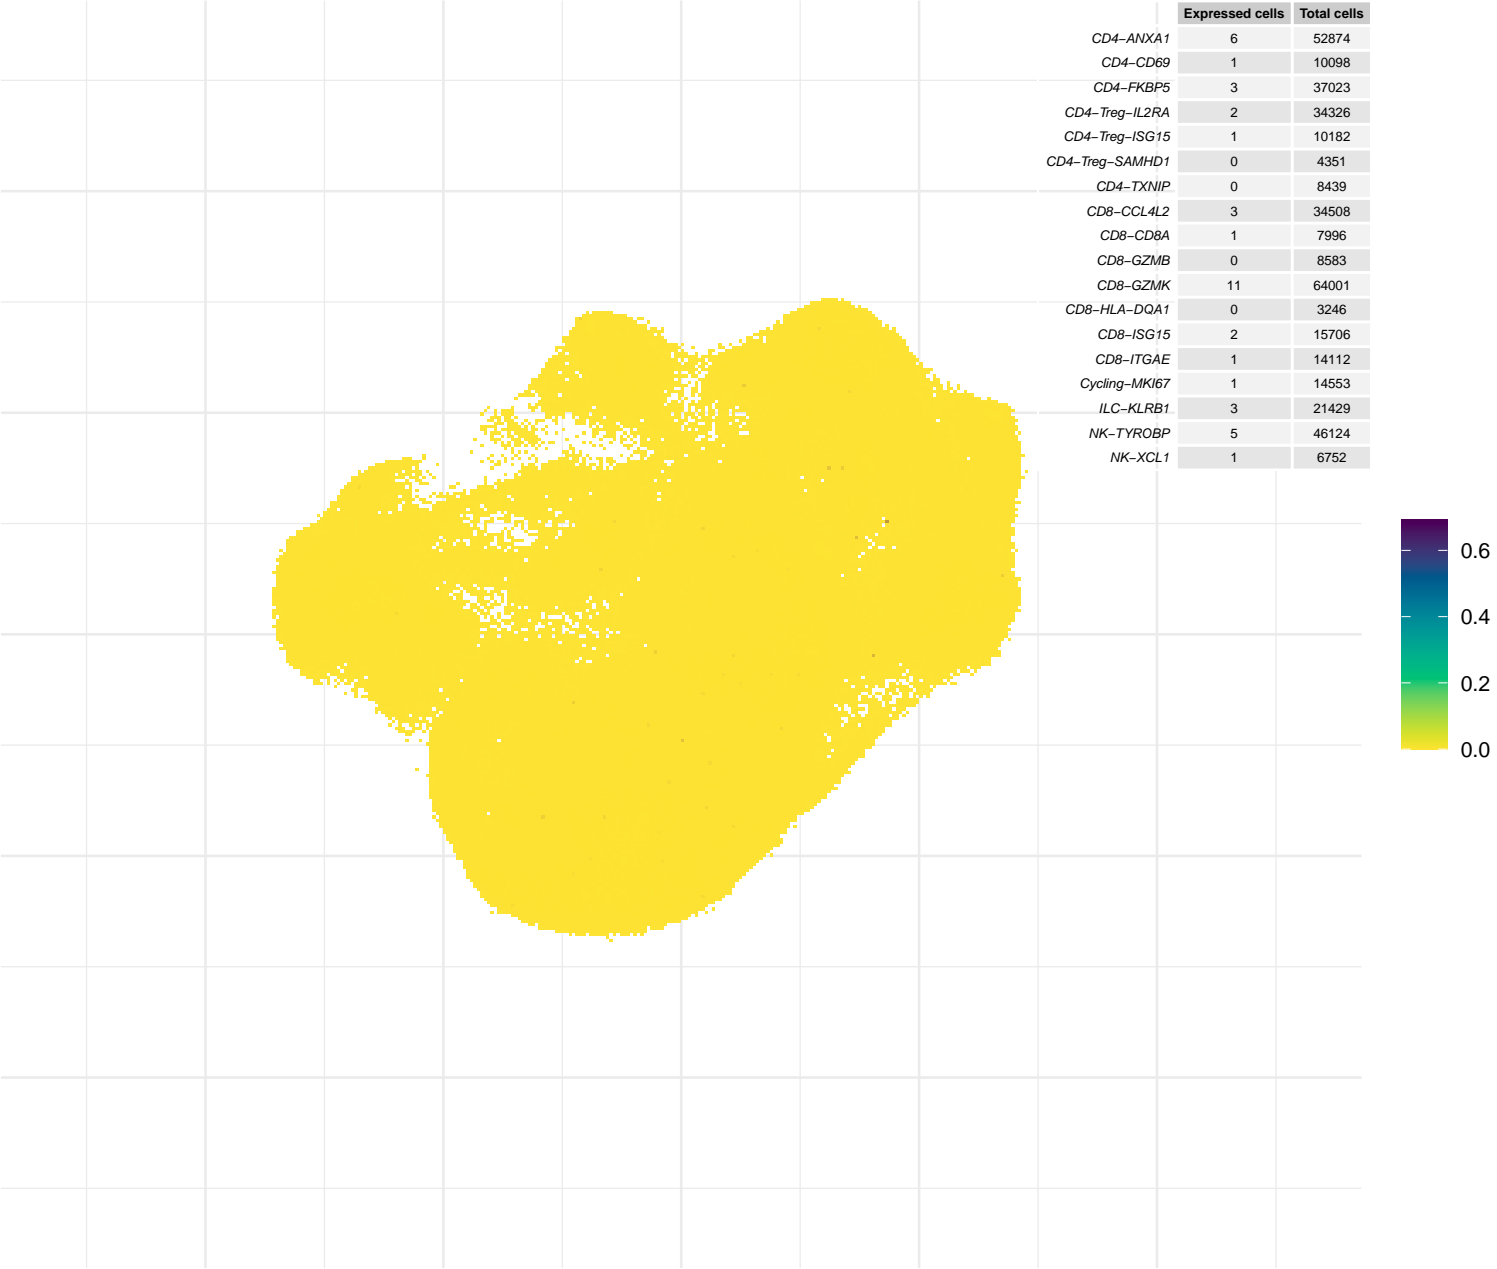 Expressed cells Total cells
CD4−ANXA1 6 52874
CD4−CD69 1 10098
CD4−FKBP5 3 37023
CD4−Treg−IL2RA 2 34326
CD4−Treg−ISG15 1 10182
CD4−Treg−SAMHD1 0 4351
CD4−TXNIP 0 8439
CD8−CCL4L2 3 34508
CD8−CD8A 1 7996
CD8−GZMB 0 8583
CD8−GZMK 11 64001
CD8−HLA−DQA1 0 3246
CD8−ISG15 2 15706
CD8−ITGAE 1 14112
Cycling−MKI67 1 14553
ILC−KLRB1 3 21429
NK−TYROBP 5 46124
NK−XCL1 1 6752
0.6
0.4
0.2
0.0